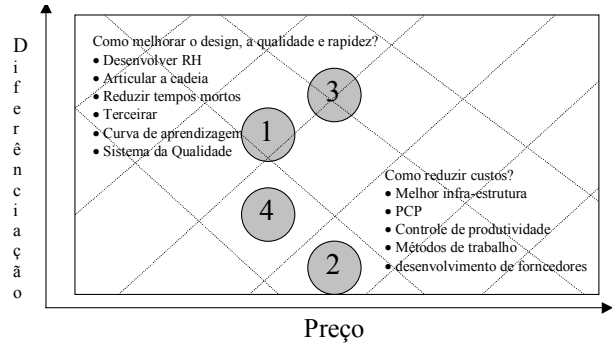 Diferênciação
Como melhorar o design, a qualidade e rapidez?
• Desenvolver RH
• Articular a cadeia
• Reduzir tempos mortos
• Terceirar
• Curva de aprendizagem
• Sistema da Qualidade
3
1
4
2
Como reduzir custos?
• Melhor infra-estrutura
• PCP
• Controle de produtividade
• Métodos de trabalho
• desenvolvimento de forncedores
Preço